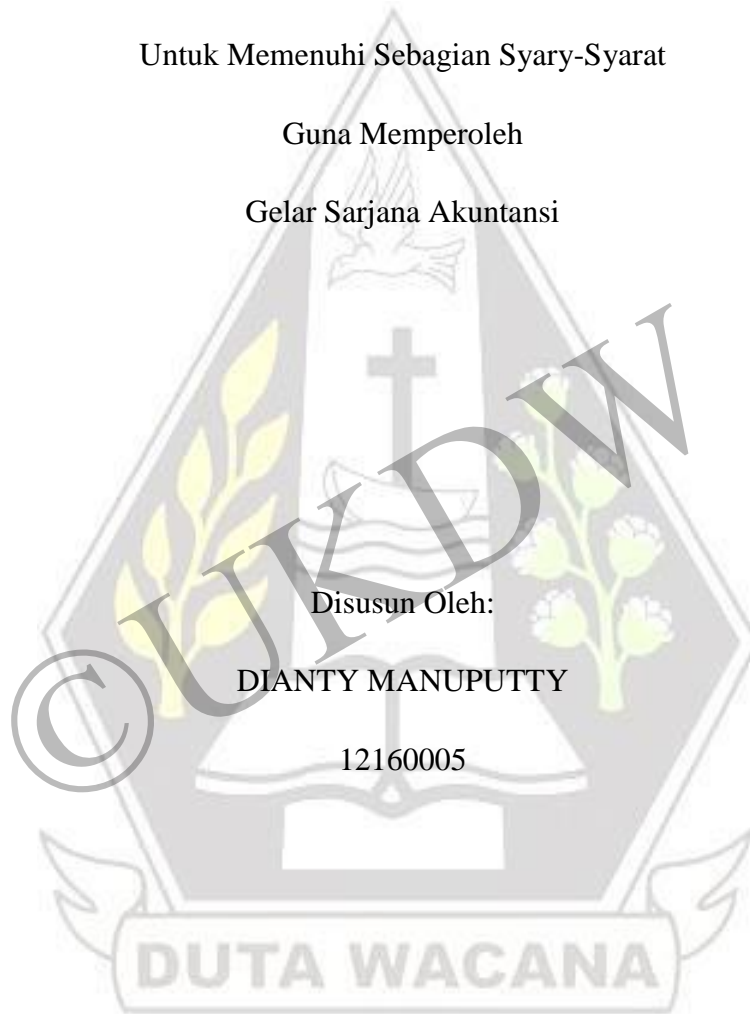 Untuk Memenuhi Sebagian Syary-Syarat
Guna Memperoleh
Gelar Sarjana Akuntansi
©UKDW
Disusun Oleh:
DIANTY MANUPUTTY
12160005
DUTA WACANA